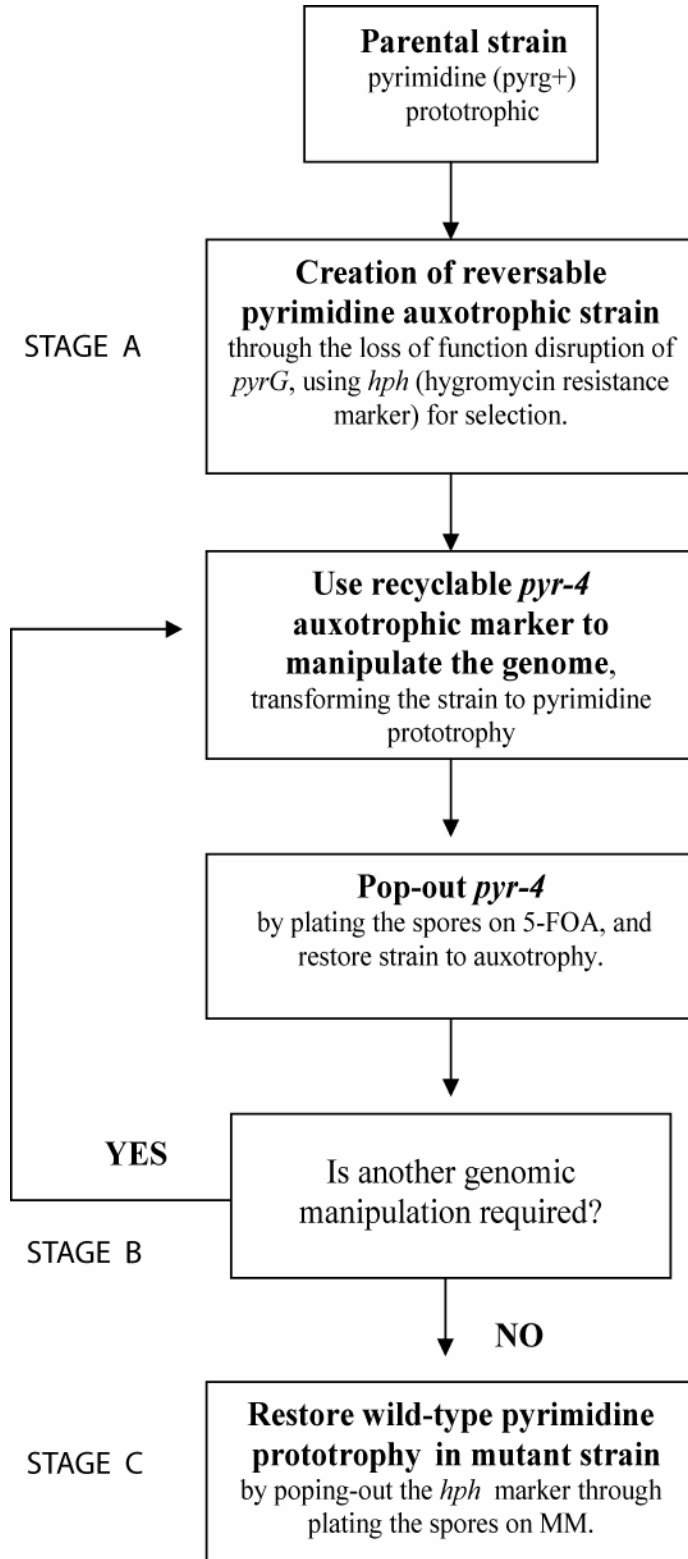 Parental strain
pyrimidine (pyrg+)
prototrophic
Creation of reversable
pyrimidine auxotrophic strain
STAGE A
through the loss of function disruption of
pyrG, using hph (hygromycin resistance
marker) for selection.
Use recyclable pyr-4
auxotrophic marker to
manipulate the genome,
transforming the strain to pyrimidine
prototrophy
Pop-out pyr-4
by plating the spores on 5-FOA, and
restore strain to auxotrophy.
YES
Is another genomic
manipulation required?
STAGE B
NO
Restore wild-type pyrimidine
prototrophy in mutant strain
STAGE C
by poping-out the hph marker through
plating the spores on MM.